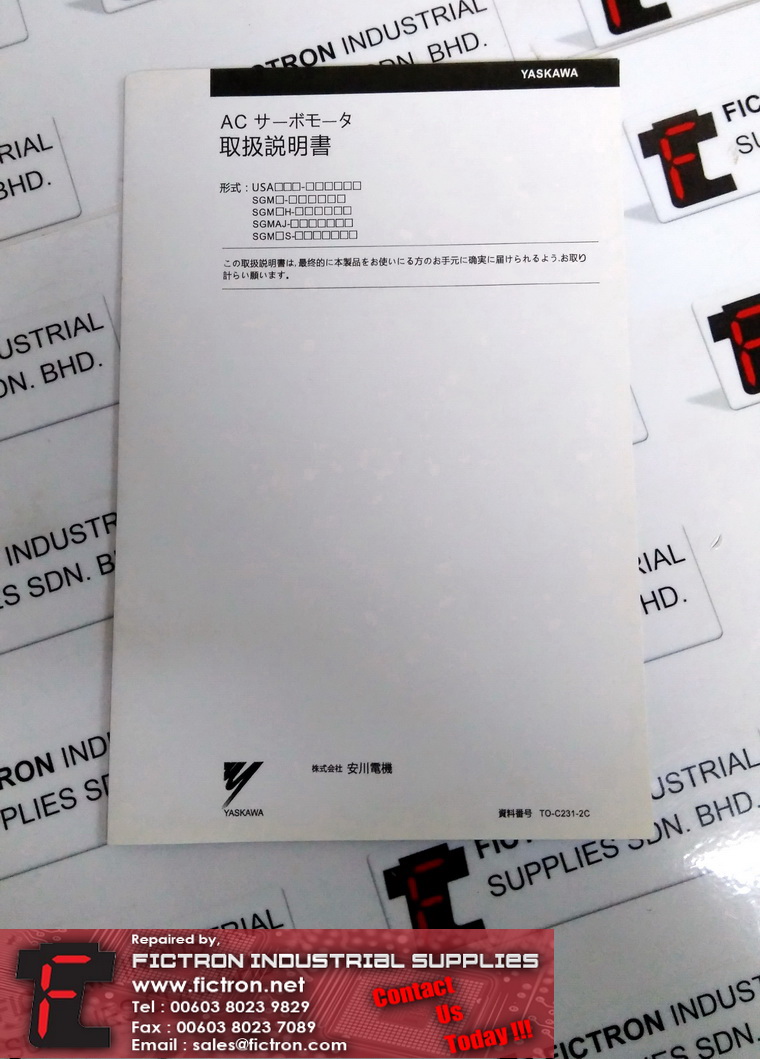 FICTRON INDUSTRIAL
SUPPLIES SDN. BHD.
YASKAWA
AC サーボモータ
取扱説明書
形式：USA□□□-□□□□□□
SGM□-□□□□□□
SGM□H-□□□□□□
SGMAJ-□□□□□□□
SGM□S-□□□□□□□
この取扱説明書は、最終的に本製品をお使いにる方のお手元に確実に届けられるよう、お取り
計らい願います。
株式会社 安川電機
YASKAWA
資料番号 TO-C231-2C
Repaired by,
FICTRON INDUSTRIAL SUPPLIES
www.fictron.net
Tel : 00603 8023 9829
Fax : 00603 8023 7089
Email : sales@fictron.com
Contact
Us
Today !!!